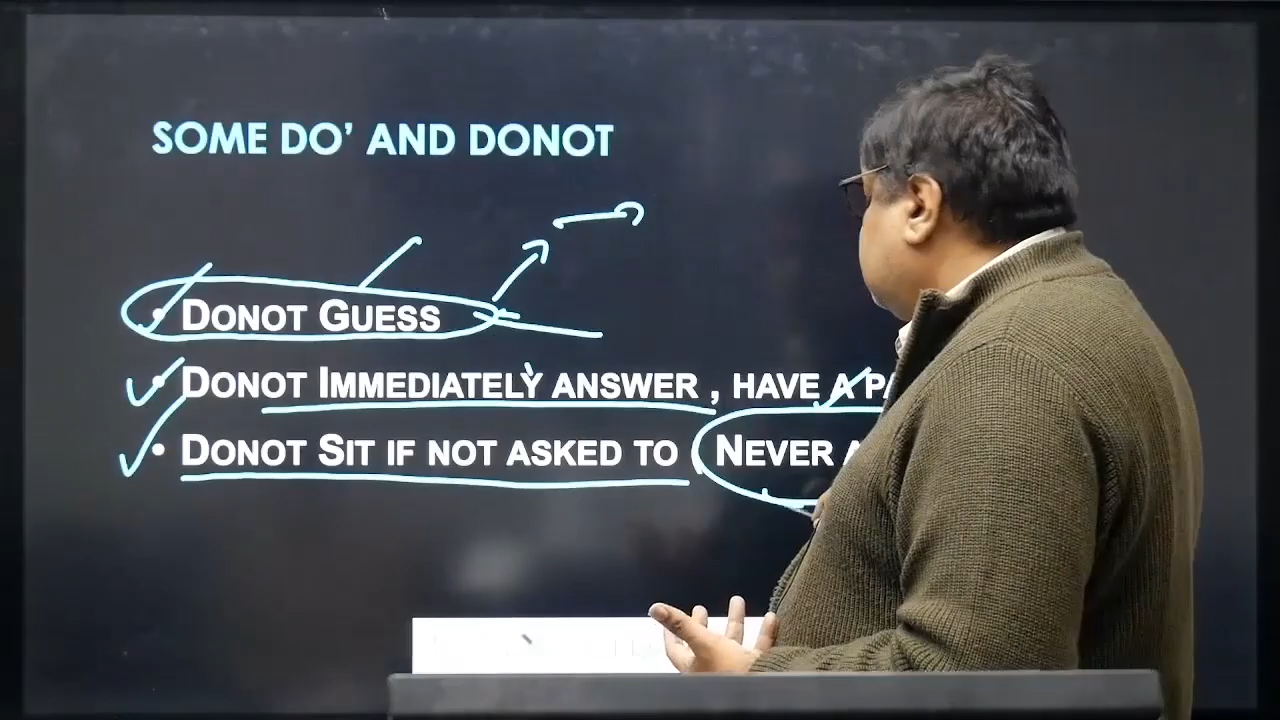 SOME DO' AND DONOT
• DONOT GUESS
• DONOT IMMEDIATELY ANSWER , HAVE A
• DONOT SIT IF NOT ASKED TO , NEVER